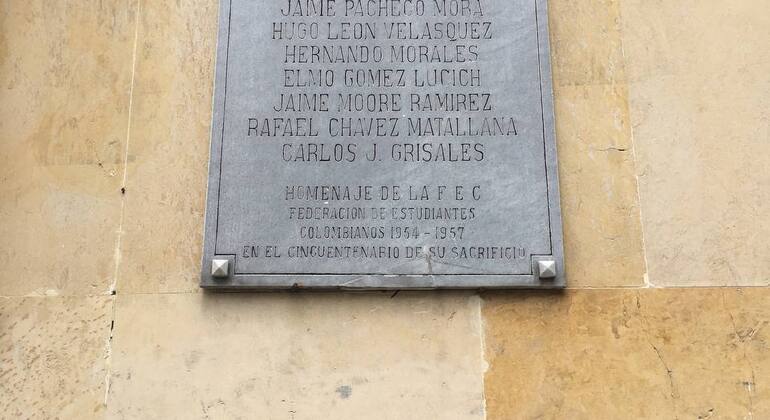 JAIME PACHECO MORA
HUGO LEON VELASQUEZ
HERNANDO MORALES
ELMO GOMEZ LUCICH
JAIME MOORE RAMIREZ
RAFAEL CHAVEZ MATALLANA
CARLOS J. GRISALES
HOMENAJE DE LA F E C
FEDERACION DE ESTUDIANTES
COLOMBIANOS 1954 - 1957
EN EL CINCUENTENARIO DE SU SACRIFICIO